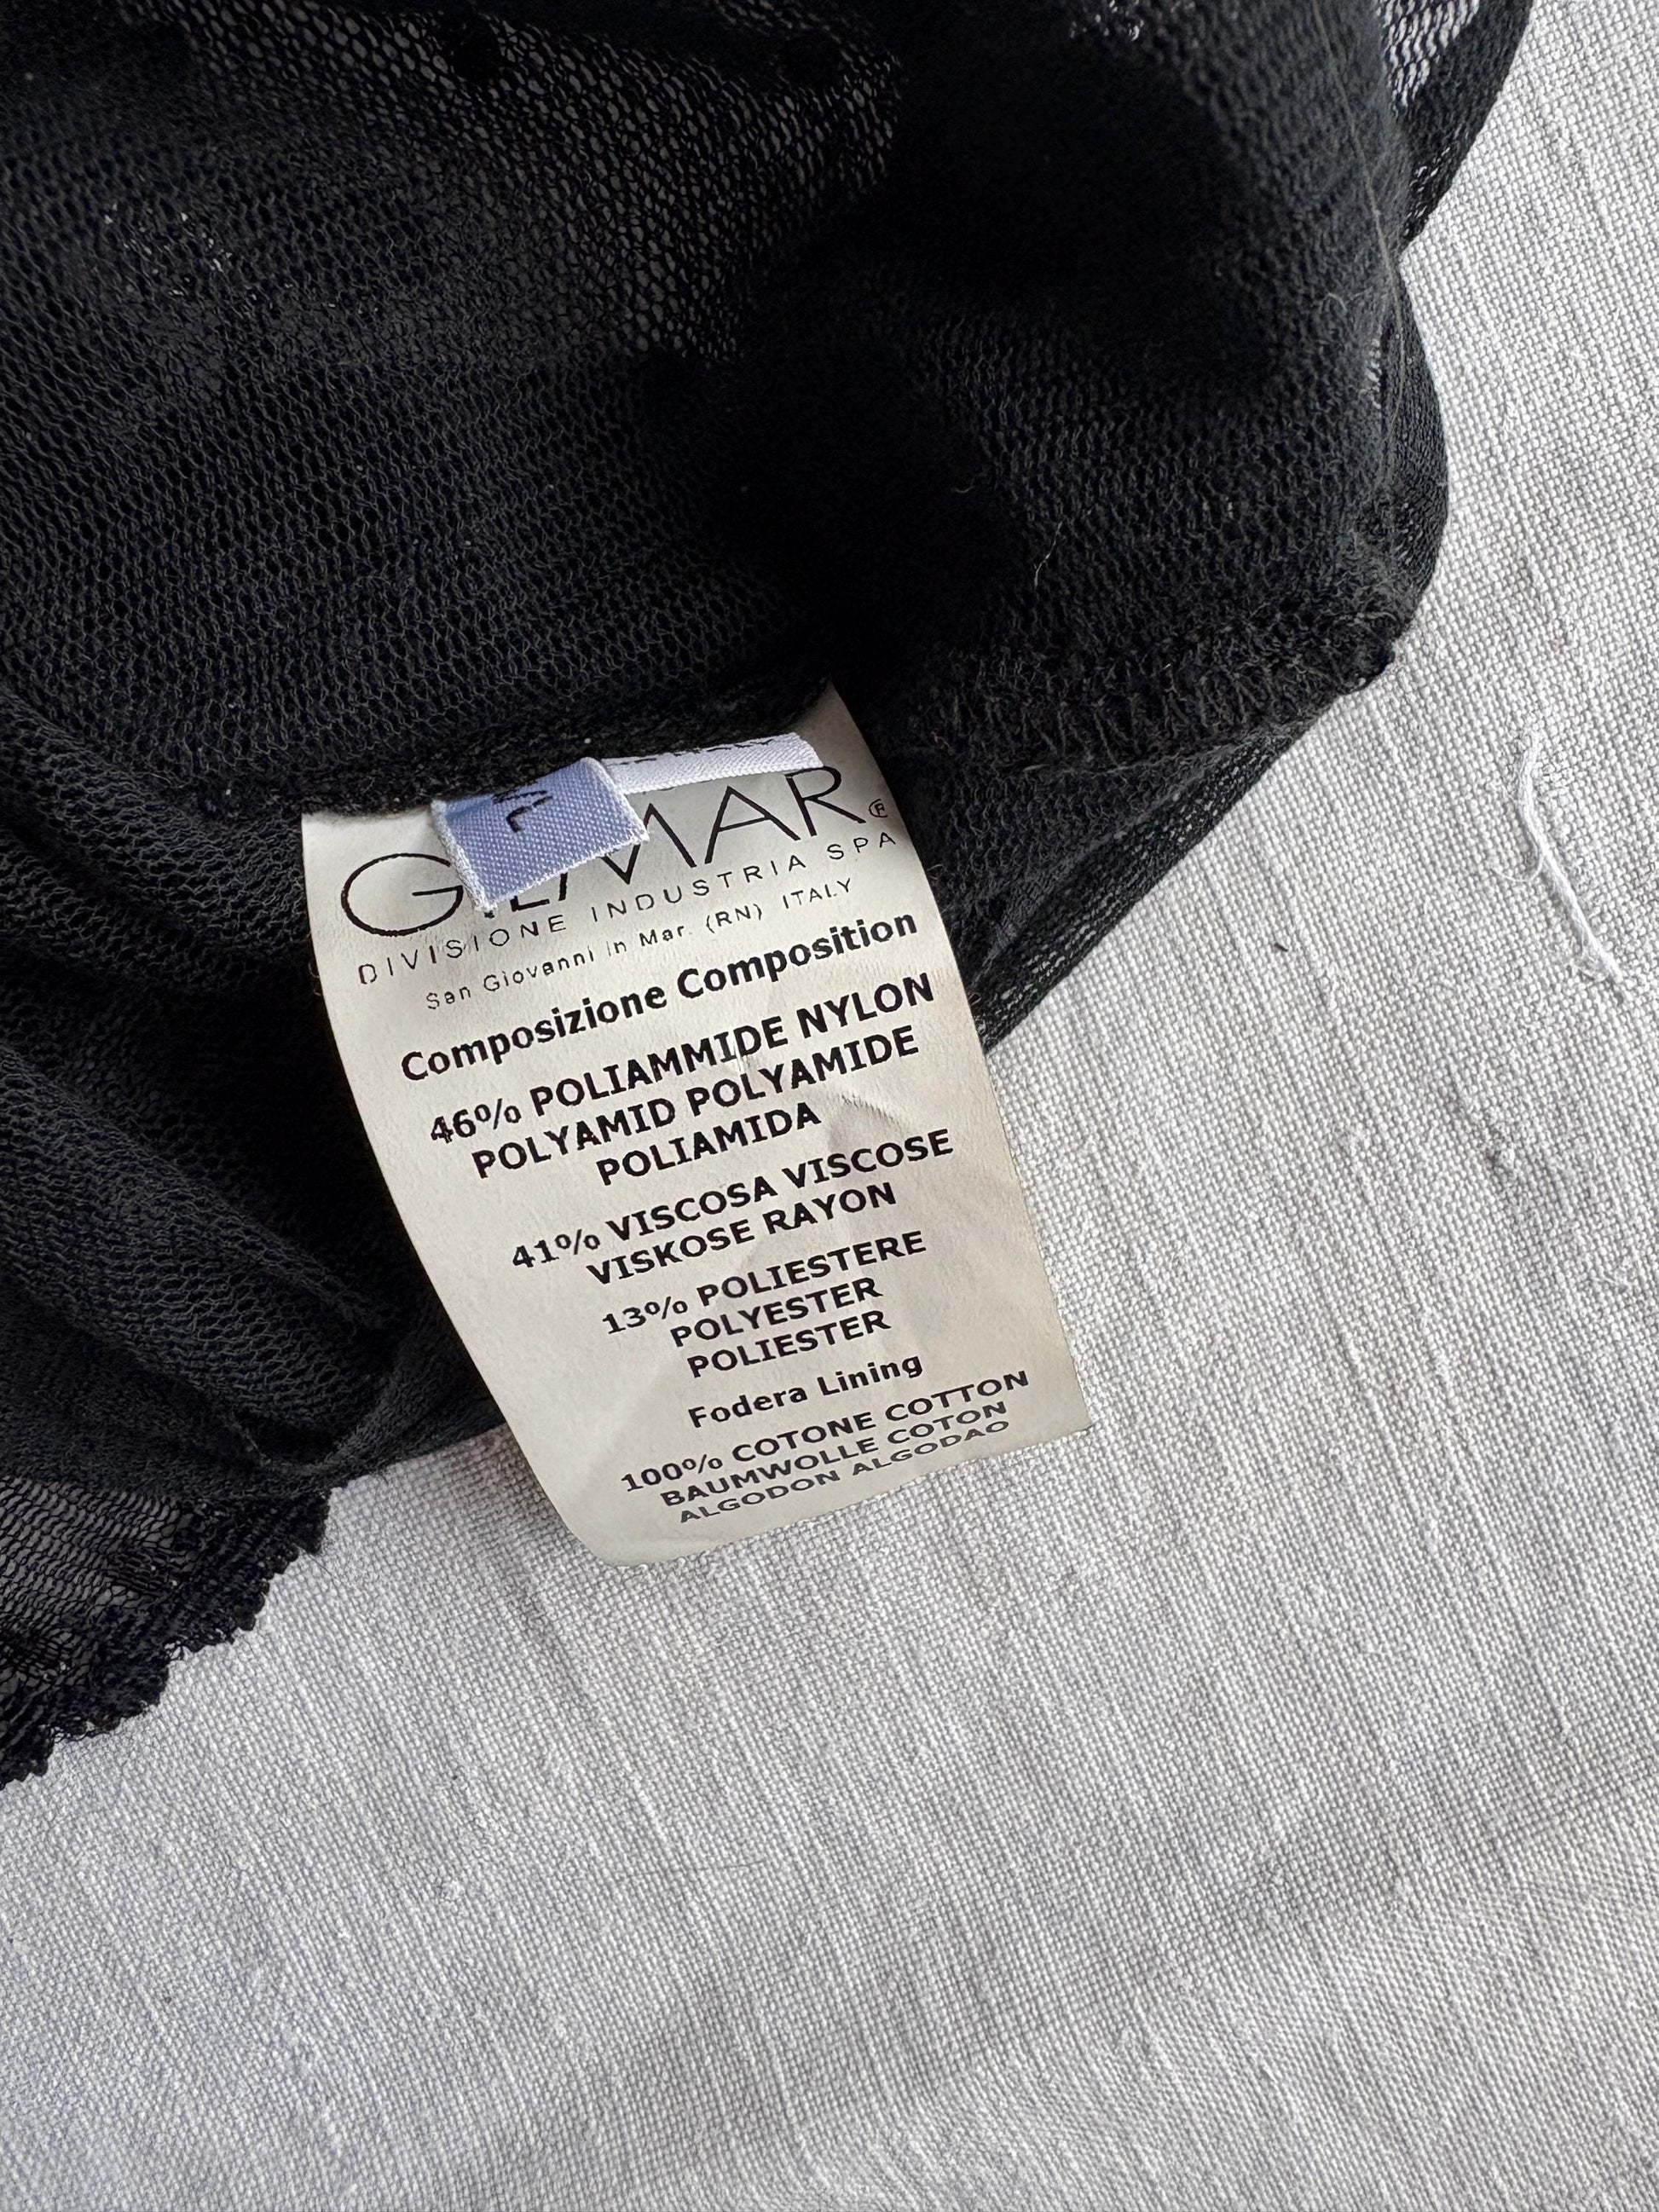 GILMAR®
DIVISIONE INDUSTRIA SPA
San Giovanni in Mar. (RN) ITALY
Composizione Composition
46% POLIAMMIDE NYLON
POLYAMID POLYAMIDE
POLIAMIDA
41% VISCOSA VISCOSE
VISKOSE RAYON
13% POLIESTERE
POLYESTER
POLIESTER
Fodera Lining
100% COTONE COTTON
BAUMWOLLE COTON
ALGODON ALGODAO